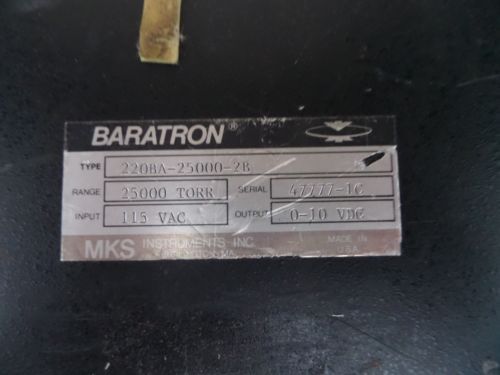 BARATRON®
TYPE 220BA-25000-2B
RANGE 25000 TORR SERIAL 47777-1C
INPUT 115 VAC OUTPUT 0-10 VDC
MKS INSTRUMENTS INC MADE IN
U.S.A.